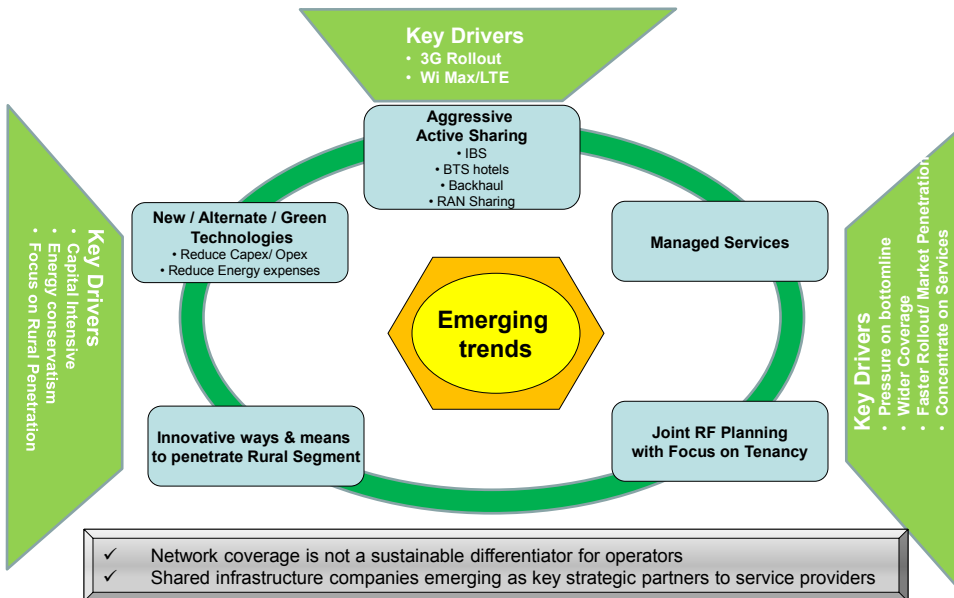 Key Drivers
• 3G Rollout
• Wi Max/LTE
Aggressive
Active Sharing
• IBS
• BTS hotels
• Backhaul
• RAN Sharing
New / Alternate / Green
Technologies
• Reduce Capex/ Opex
• Reduce Energy expenses
Managed Services
Emerging
trends
Innovative ways & means
to penetrate Rural Segment
Joint RF Planning
with Focus on Tenancy
Key Drivers
• Capital Intensive
• Energy conservatism
• Focus on Rural Penetration
Key Drivers
• Pressure on bottomline
• Wider Coverage
• Faster Rollout/ Market Penetration
• Concentrate on Services
✓ Network coverage is not a sustainable differentiator for operators
✓ Shared infrastructure companies emerging as key strategic partners to service providers